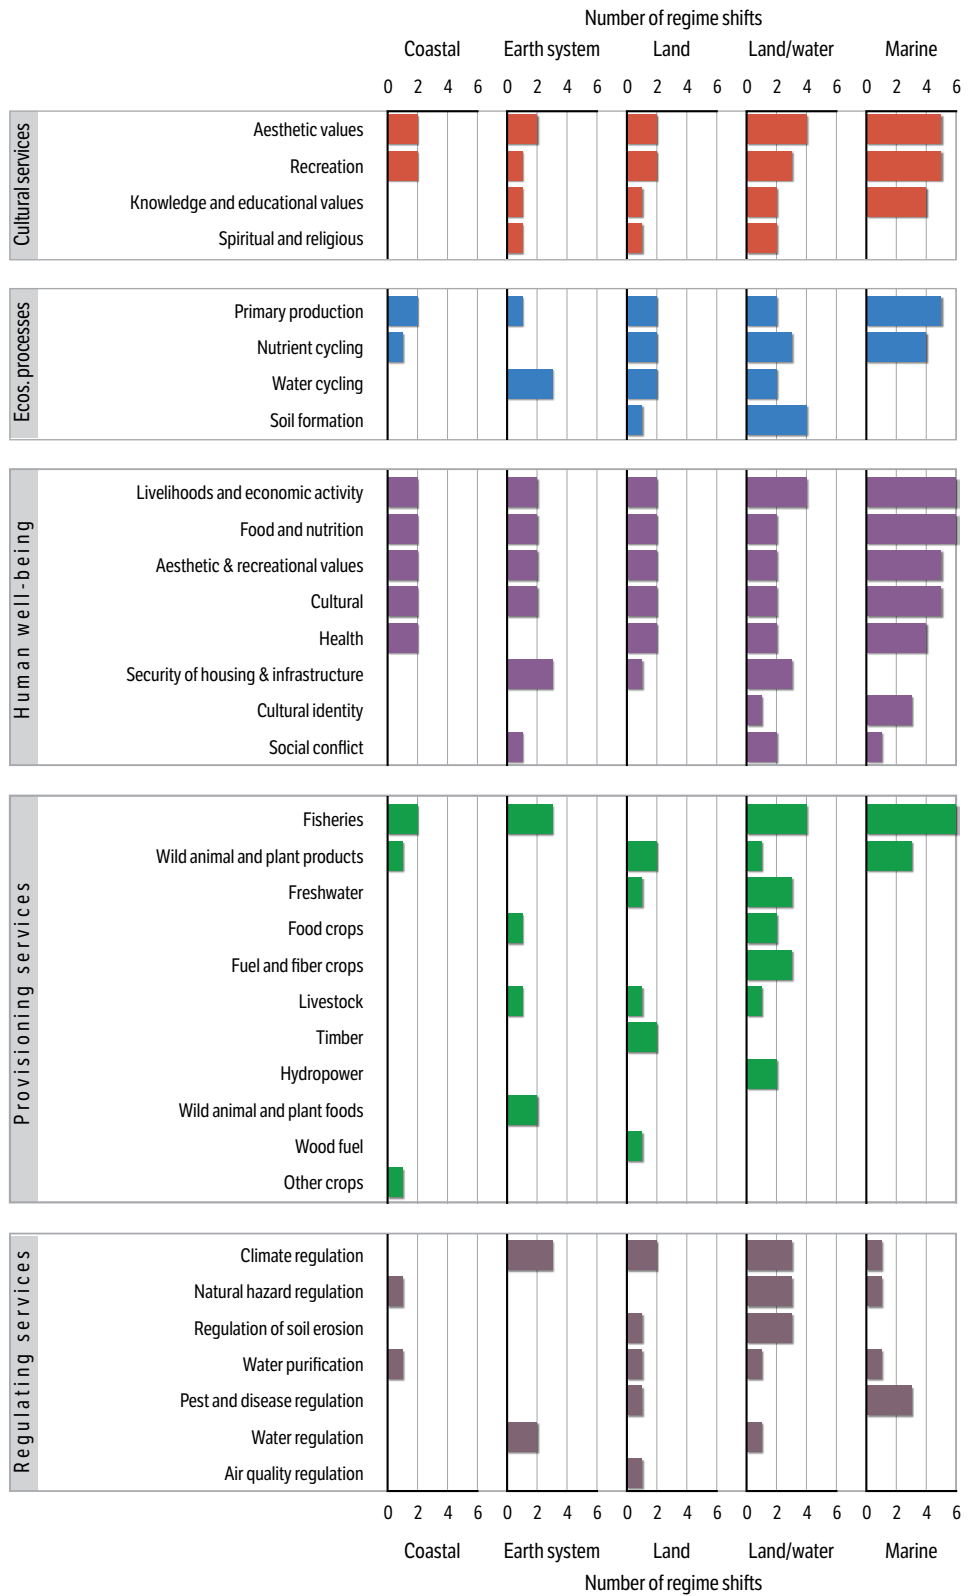 Number of regime shifts
Coastal Earth system Land Land/water Marine
0 2 4 6 0 2 4 6 0 2 4 6 0 2 4 6 0 2 4 6
Cultural services
Aesthetic values
Recreation
Knowledge and educational values
Spiritual and religious
Ecos. processes
Primary production
Nutrient cycling
Water cycling
Soil formation
Human well-being
Livelihoods and economic activity
Food and nutrition
Aesthetic & recreational values
Cultural
Health
Security of housing & infrastructure
Cultural identity
Social conflict
Provisioning services
Fisheries
Wild animal and plant products
Freshwater
Food crops
Fuel and fiber crops
Livestock
Timber
Hydropower
Wild animal and plant foods
Wood fuel
Other crops
Regulating services
Climate regulation
Natural hazard regulation
Regulation of soil erosion
Water purification
Pest and disease regulation
Water regulation
Air quality regulation
0 2 4 6 0 2 4 6 0 2 4 6 0 2 4 6 0 2 4 6
Coastal Earth system Land Land/water Marine
Number of regime shifts